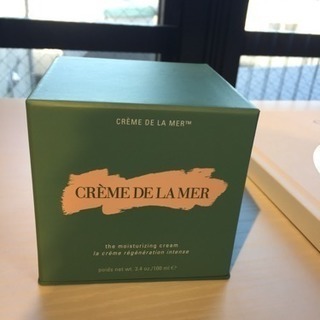 CRÈME DE LA MER™
CRÈME DE LA MER
the moisturizing cream
la crème régénération intense
poids net wt. 3.4 oz/100 ml ℮